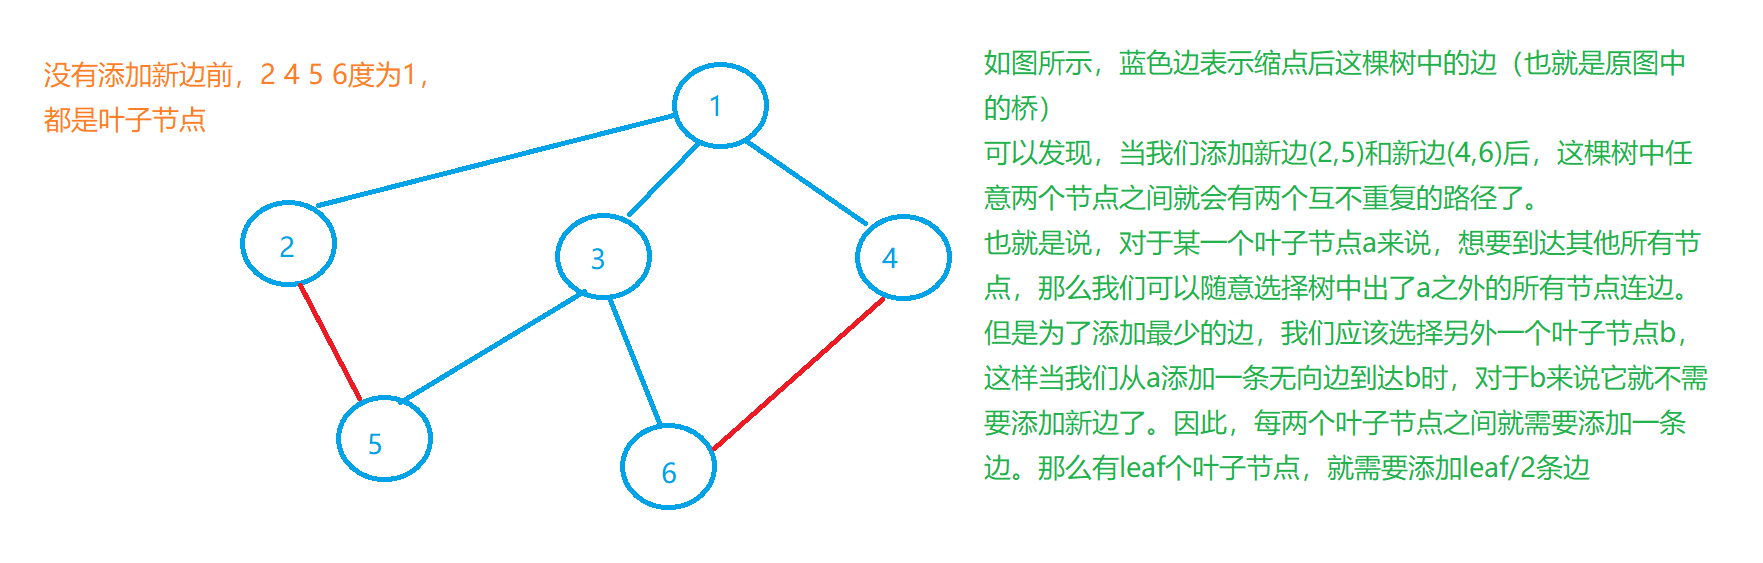 没有添加新边前，2 4 5 6度为1，
都是叶子节点
1
2
3
4
5
6
如图所示，蓝色边表示缩点后这棵树中的边（也就是原图中
的桥）
可以发现，当我们添加新边(2,5)和新边(4,6)后，这棵树中任
意两个节点之间就会有两个互不重复的路径了。
也就是说，对于某一个叶子节点a来说，想要到达其他所有节
点，那么我们可以随意选择树中出了a之外的所有节点连边。
但是为了添加最少的边，我们应该选择另外一个叶子节点b，
这样当我们从a添加一条无向边到达b时，对于b来说它就不需
要添加新边了。因此，每两个叶子节点之间就需要添加一条
边。那么有leaf个叶子节点，就需要添加leaf/2条边